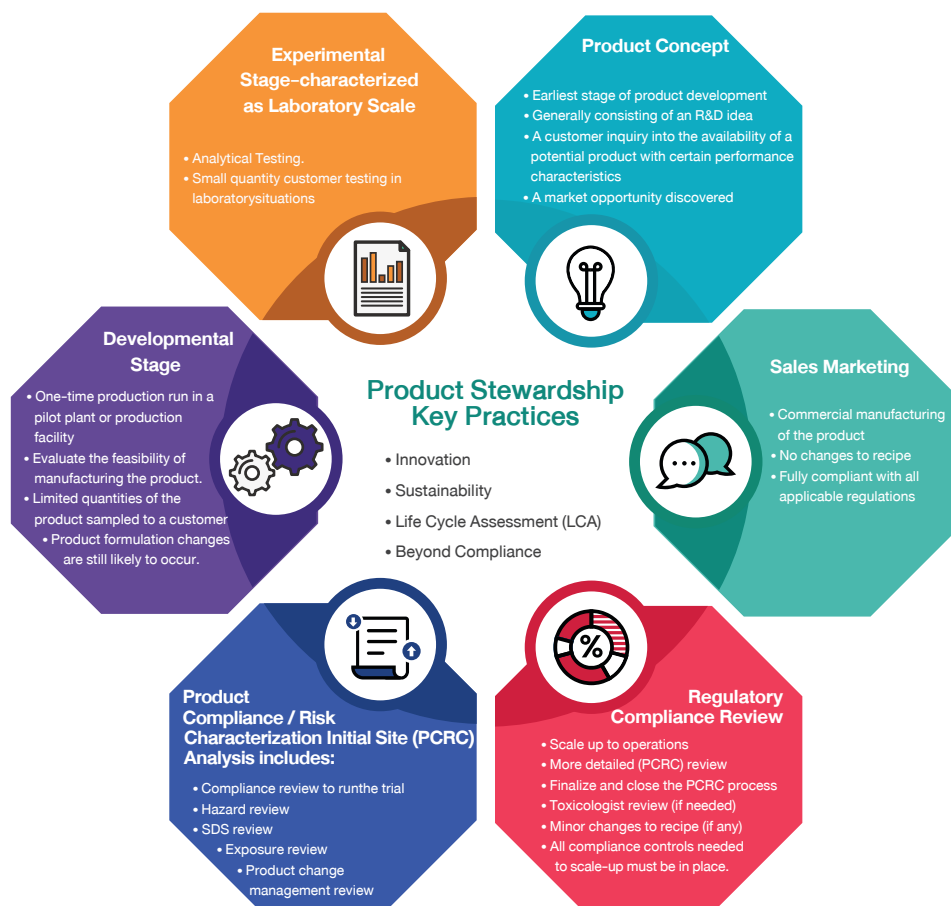 Experimental
Stage–characterized
as Laboratory Scale
• Analytical Testing.
• Small quantity customer testing in
laboratorysituations
Product Concept
• Earliest stage of product development
• Generally consisting of an R&D idea
• A customer inquiry into the availability of a
potential product with certain performance
characteristics
• A market opportunity discovered
Developmental
Stage
• One-time production run in a
pilot plant or production
facility
• Evaluate the feasibility of
manufacturing the product.
• Limited quantities of the
product sampled to a customer
• Product formulation changes
are still likely to occur.
Product Stewardship
Key Practices
• Innovation
• Sustainability
• Life Cycle Assessment (LCA)
• Beyond Compliance
Sales Marketing
• Commercial manufacturing
of the product
• No changes to recipe
• Fully compliant with all
applicable regulations
Product
Compliance / Risk
Characterization Initial Site (PCRC)
Analysis includes:
• Compliance review to runthe trial
• Hazard review
• SDS review
• Exposure review
• Product change
management review
%
Regulatory
Compliance Review
• Scale up to operations
• More detailed (PCRC) review
• Finalize and close the PCRC process
• Toxicologist review (if needed)
• Minor changes to recipe (if any)
• All compliance controls needed
to scale-up must be in place.